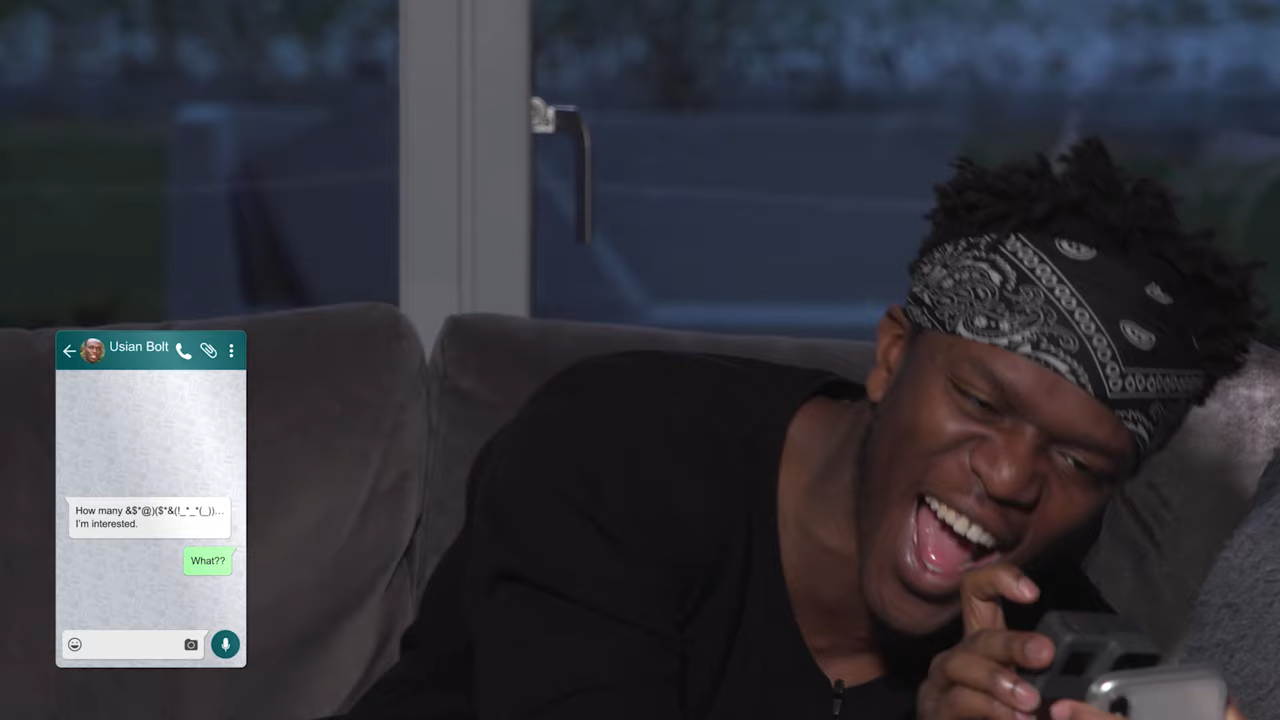 Usian Bolt
How many &$*@)($*&(!_*_*(_))...
I'm interested.
What??